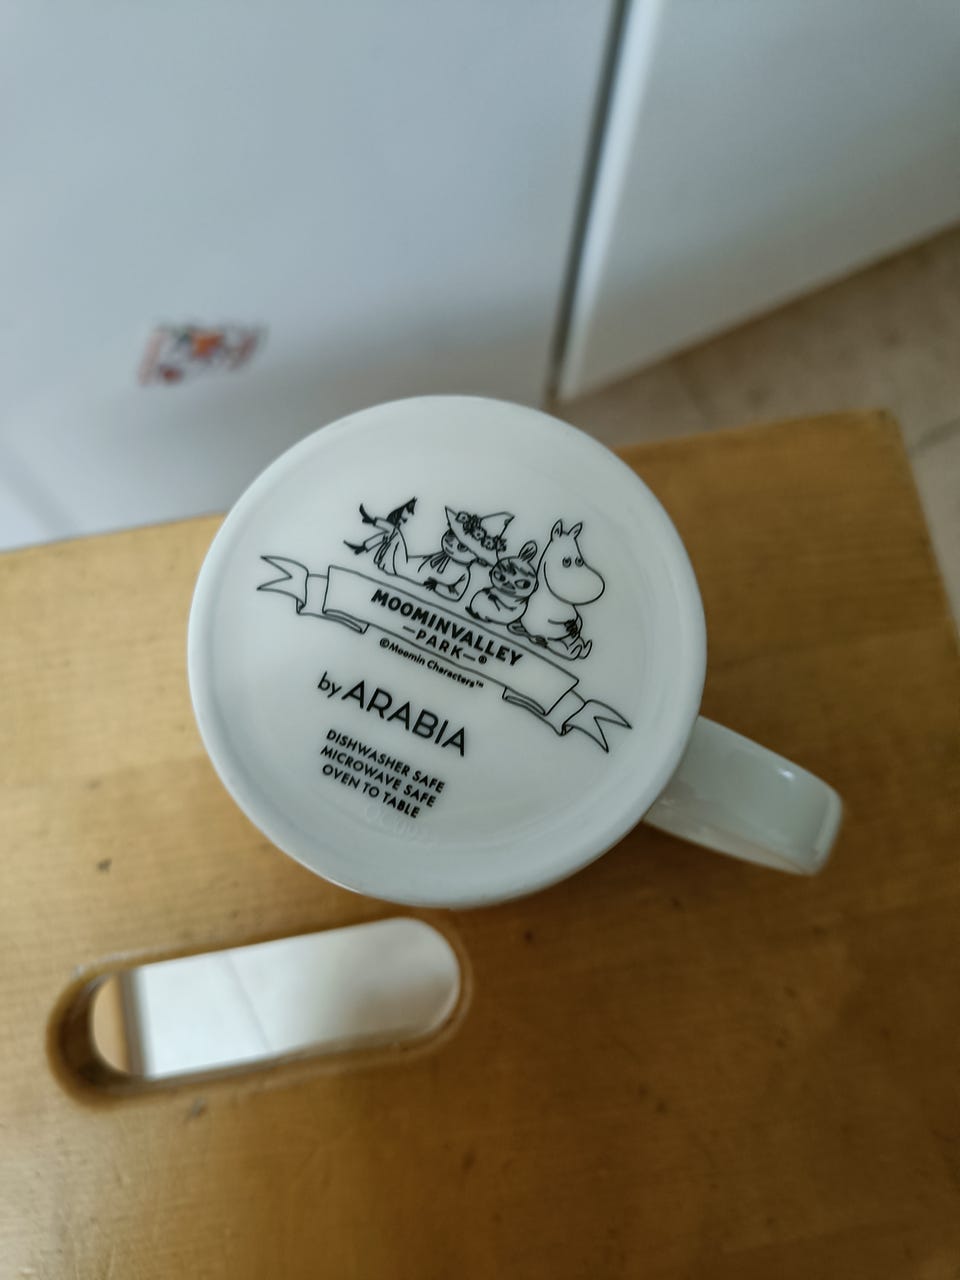 MOOMINVALLEY
—PARK—®
©Moomin Characters™
by ARABIA
DISHWASHER SAFE
MICROWAVE SAFE
OVEN TO TABLE